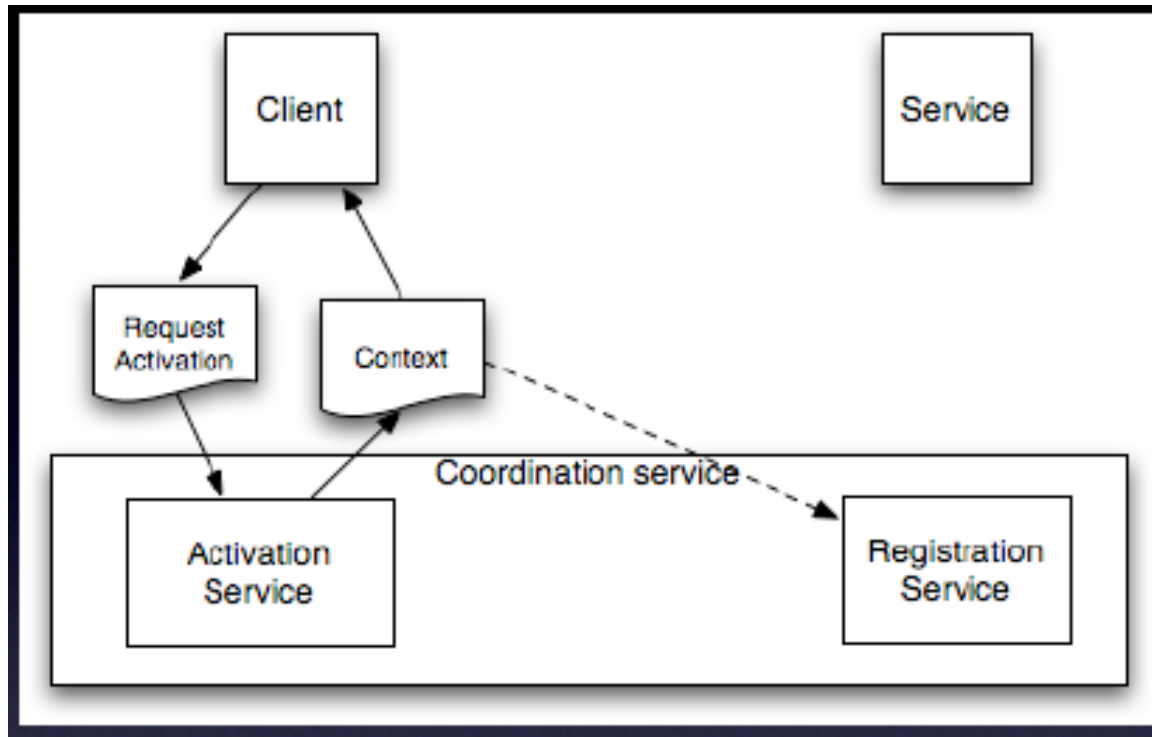 Client
Service
Request
Activation
Context
Coordination service
Activation
Service
Registration
Service